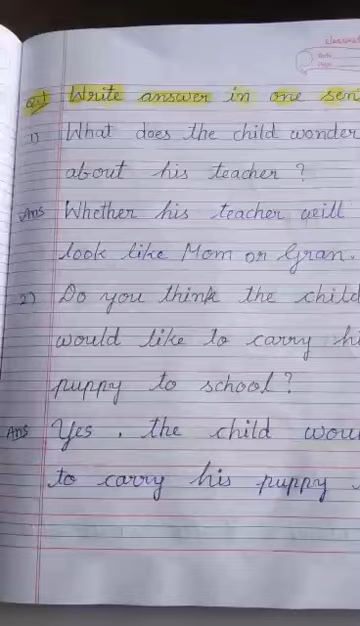 Q.1 Write answer in one sen
1) What does the child wonder
about his teacher ?
Ans Whether his teacher will
look like Mom or Gran.
2) Do you think the child
would like to carry hi
puppy to school ?
Ans Yes, the child wou
to carry his puppy